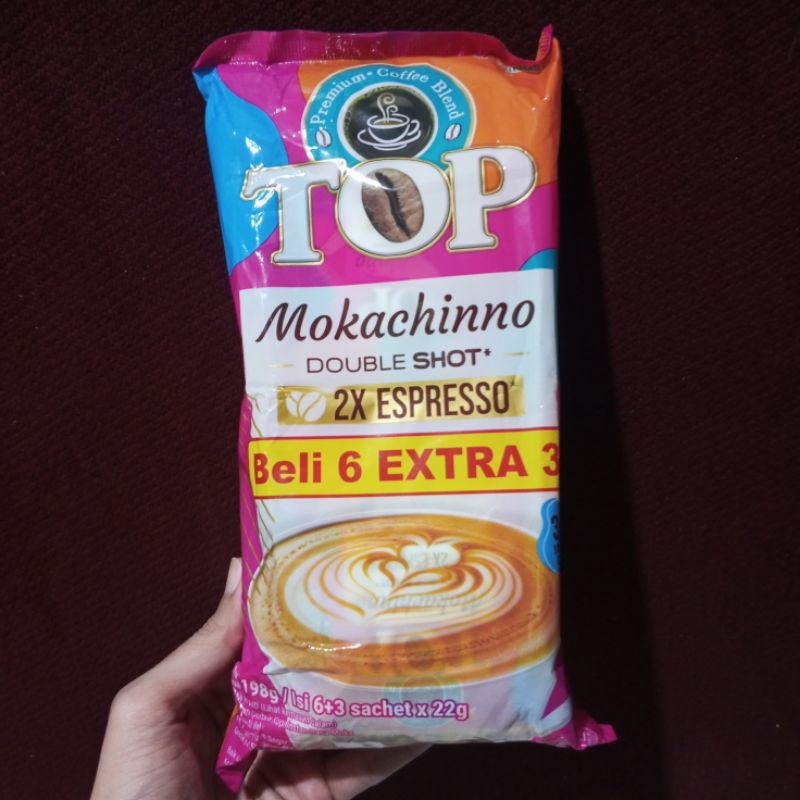 Premium • Coffee Blend
TOP
Mokachinno
DOUBLE SHOT*
2X ESPRESSO*
Beli 6 EXTRA 3
198g / Isi 6+3 sachet x 22g